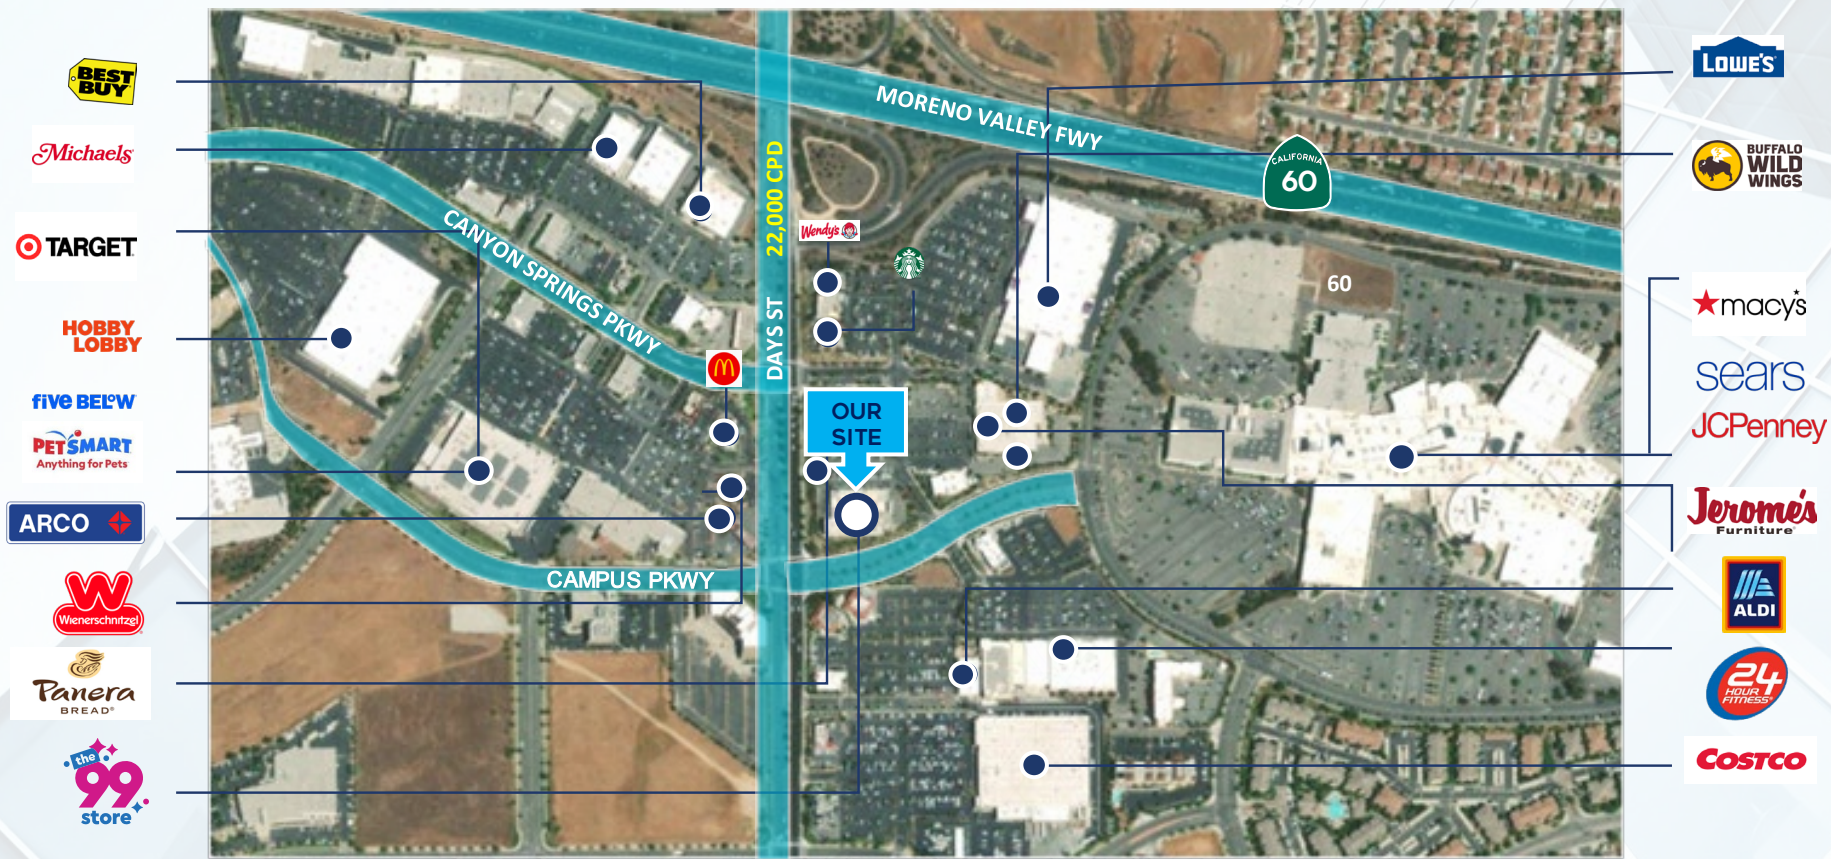 BEST
BUY
Michaels
TARGET
HOBBY
LOBBY
five BELOW
PETSMART
Anything for Pets
ARCO
W
Wienerschnitzel
Panera
BREAD®
the
99
store
MORENO VALLEY FWY
CALIFORNIA
60
22,000 CPD
DAYS ST
CANYON SPRINGS PKWY
Wendy's
60
OUR
SITE
CAMPUS PKWY
LOWE'S
BUFFALO
WILD
WINGS
macy's
sears
JCPenney
Jerome's
Furniture
ALDI
24
HOUR
FITNESS
COSTCO